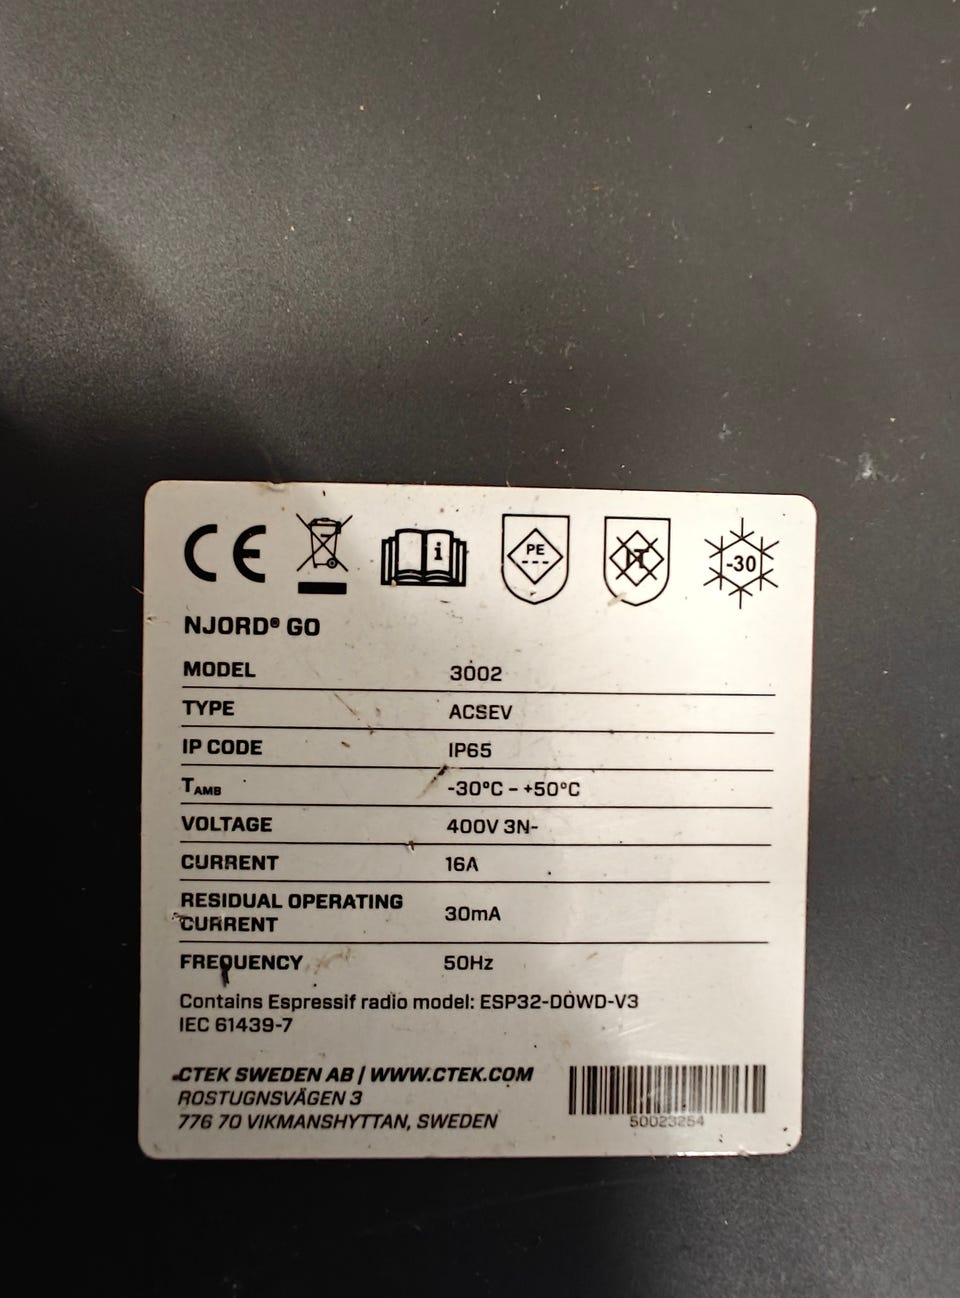 CE
PE
IT
-30
NJORD® GO
MODEL 3002
TYPE ACSEV
IP CODE IP65
TAMB -30°C – +50°C
VOLTAGE 400V 3N~
CURRENT 16A
RESIDUAL OPERATING CURRENT 30mA
FREQUENCY 50Hz
Contains Espressif radio model: ESP32-D0WD-V3
IEC 61439-7
CTEK SWEDEN AB / WWW.CTEK.COM
ROSTUGNSVÄGEN 3
776 70 VIKMANSHYTTAN, SWEDEN
50023254